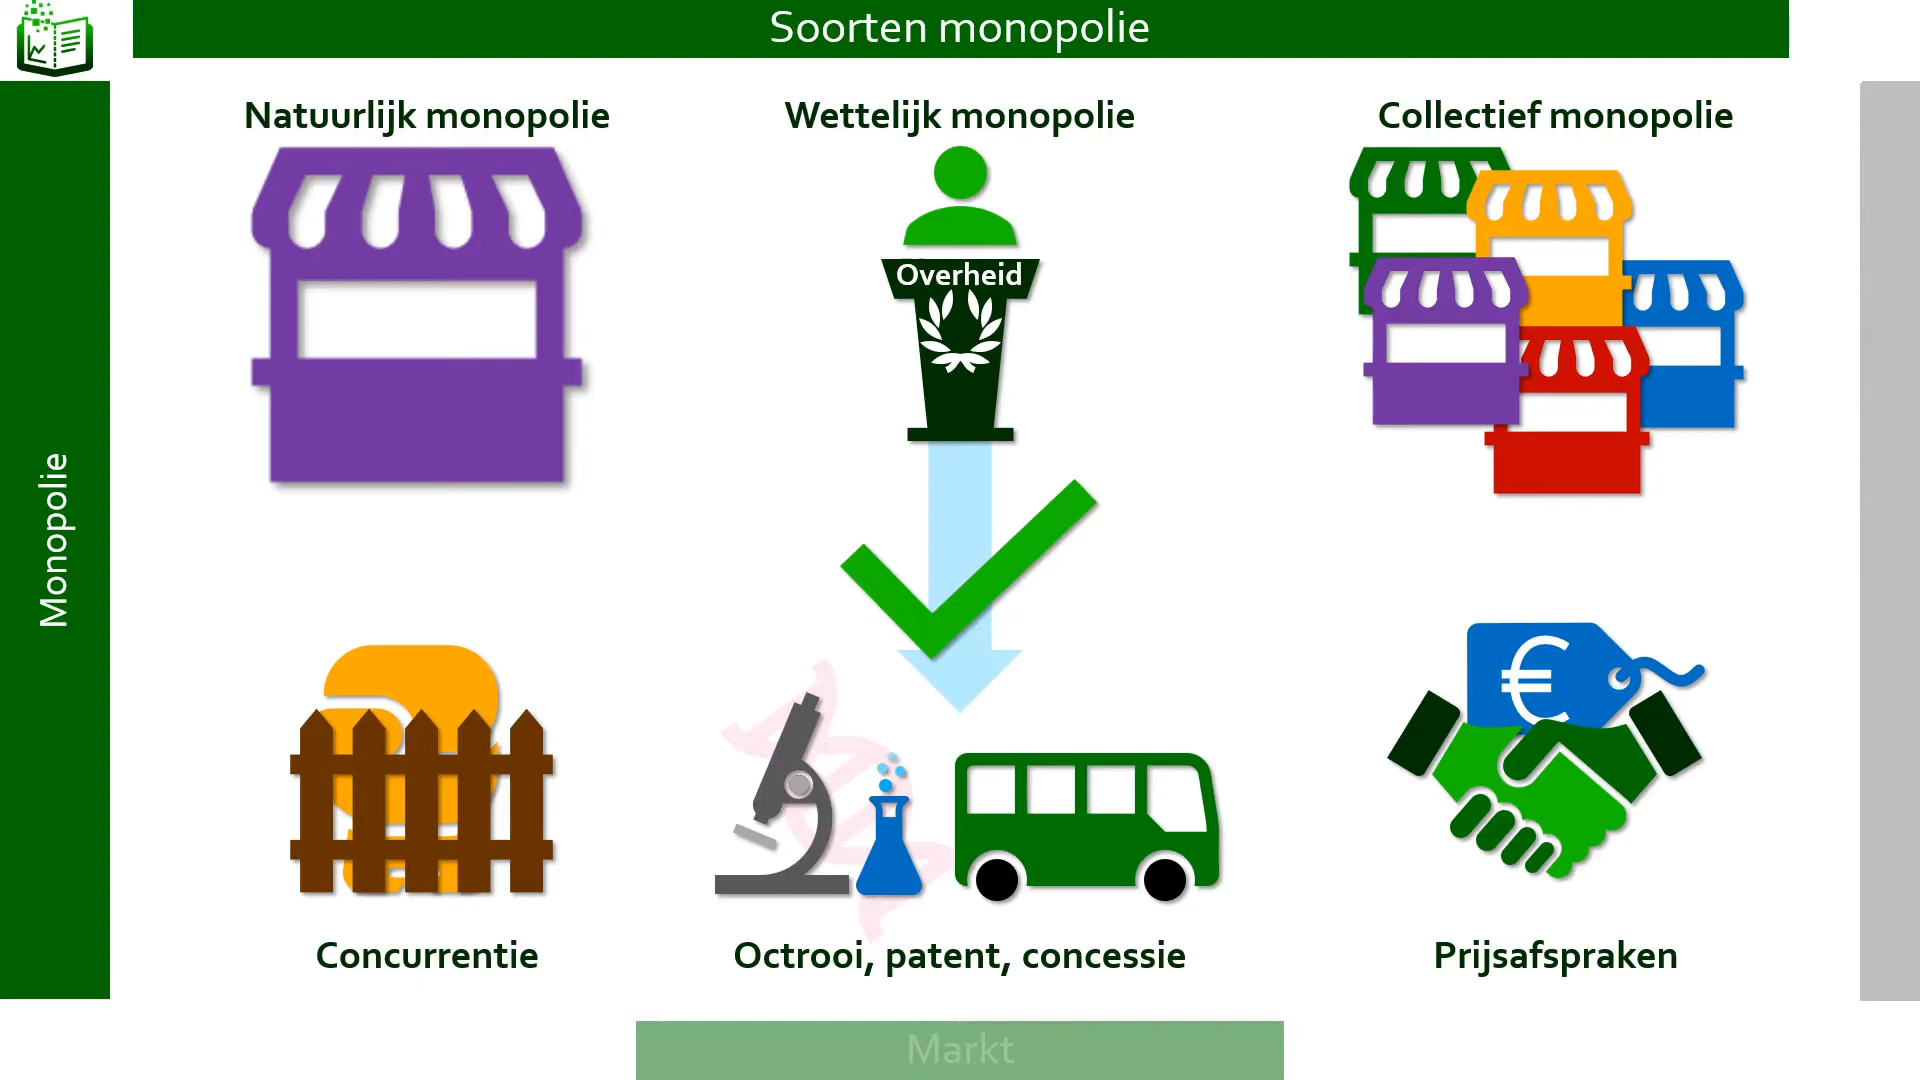 Soorten monopolie
Monopolie
Natuurlijk monopolie
Wettelijk monopolie
Collectief monopolie
Overheid
€
Concurrentie
Octrooi, patent, concessie
Prijsafspraken
Markt